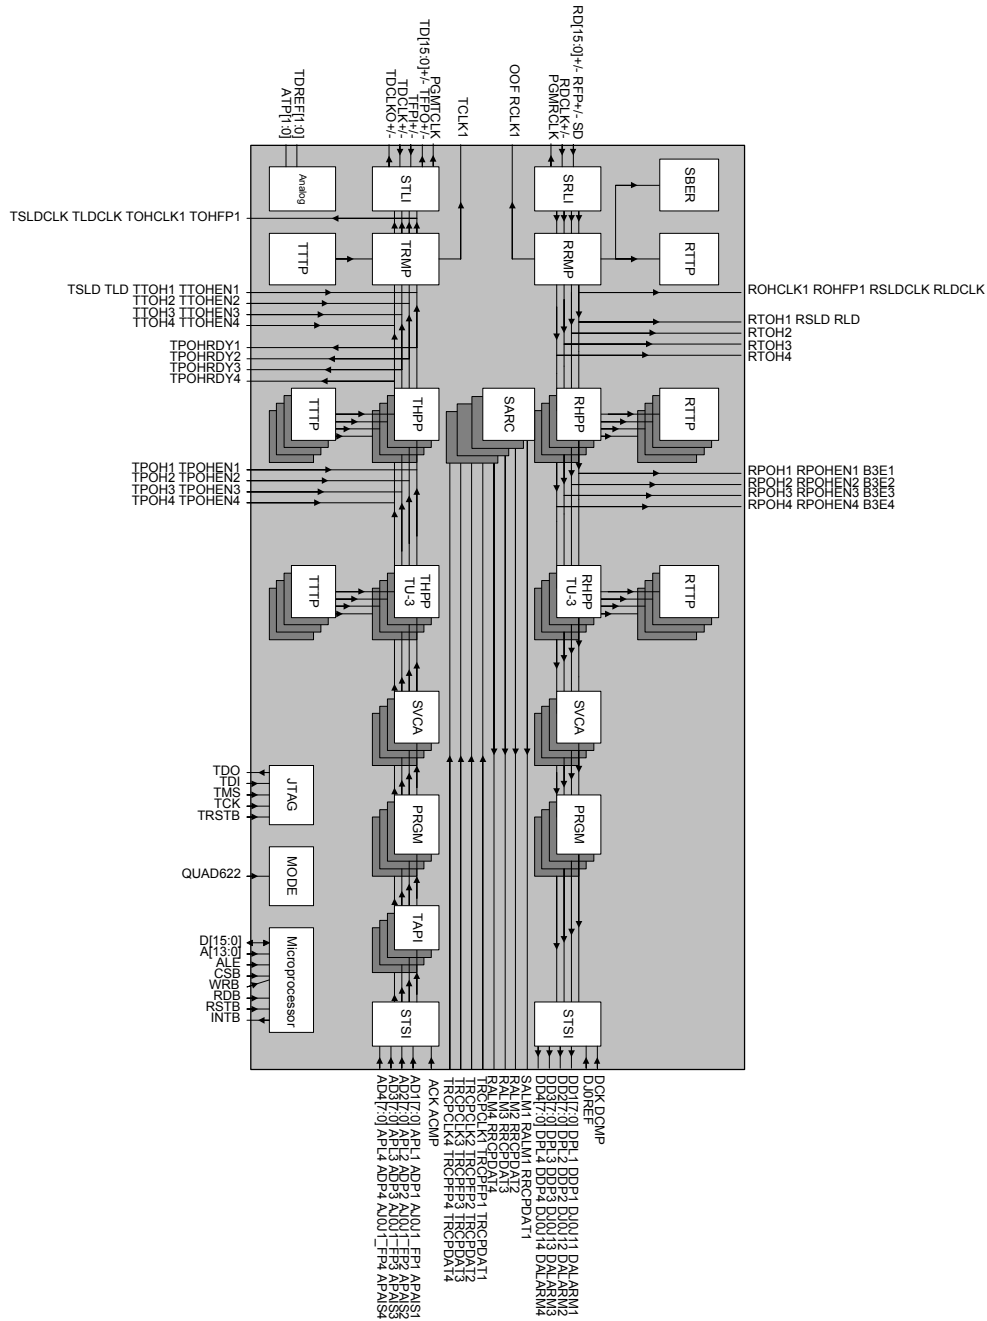 RD[15:0]+/- RFP+/- SD
RDCLK+/-
PGMRCLK
OOF RCLK1
TCLK1
PGMTCLK
TD[15:0]+/- TFPO+/-
TFPI+/-
TDCLK+/-
TDCLKO+/-
TDREF[1:0]
ATP[1:0]
Analog
STLI
SRLI
SBER
TSLDCLK TLDCLK TOHCLK1 TOHFP1
TTTP
TRMP
RRMP
RTTP
TSLD TLD TTOH1 TTOHEN1
TTOH2 TTOHEN2
TTOH3 TTOHEN3
TTOH4 TTOHEN4
ROHCLK1 ROHFP1 RSLDCLK RLDCLK
RTOH1 RSLD RLD
RTOH2
RTOH3
RTOH4
TPOHRDY1
TPOHRDY2
TPOHRDY3
TPOHRDY4
TTTP
THPP
SARC
RHPP
RTTP
TPOH1 TPOHEN1
TPOH2 TPOHEN2
TPOH3 TPOHEN3
TPOH4 TPOHEN4
RPOH1 RPOHEN1 B3E1
RPOH2 RPOHEN2 B3E2
RPOH3 RPOHEN3 B3E3
RPOH4 RPOHEN4 B3E4
TTTP
THPP
TU-3
RHPP
TU-3
RTTP
SVCA
SVCA
TDO
TDI
TMS
TCK
TRSTB
JTAG
PRGM
PRGM
QUAD622
MODE
TAPI
D[15:0]
A[13:0]
ALE
CSB
WRB
RDB
RSTB
INTB
Microprocessor
STSI
STSI
DCK DCMP
DJ0REF
DD1[7:0] DPL1 DDP1 DJ0J11 DALARM1
DD2[7:0] DPL2 DDP2 DJ0J12 DALARM2
DD3[7:0] DPL3 DDP3 DJ0J13 DALARM3
DD4[7:0] DPL4 DDP4 DJ0J14 DALARM4
SALM1 RALM1 RRCPDAT1
RALM2 RRCPDAT2
RALM3 RRCPDAT3
RALM4 RRCPDAT4
TRCPCLK1 TRCPFP1 TRCPDAT1
TRCPCLK2 TRCPFP2 TRCPDAT2
TRCPCLK3 TRCPFP3 TRCPDAT3
TRCPCLK4 TRCPFP4 TRCPDAT4
ACK ACMP
AD1[7:0] APL1 ADP1 AJ0J1_FP1 APAIS1
AD2[7:0] APL2 ADP2 AJ0J1_FP2 APAIS2
AD3[7:0] APL3 ADP3 AJ0J1_FP3 APAIS3
AD4[7:0] APL4 ADP4 AJ0J1_FP4 APAIS4